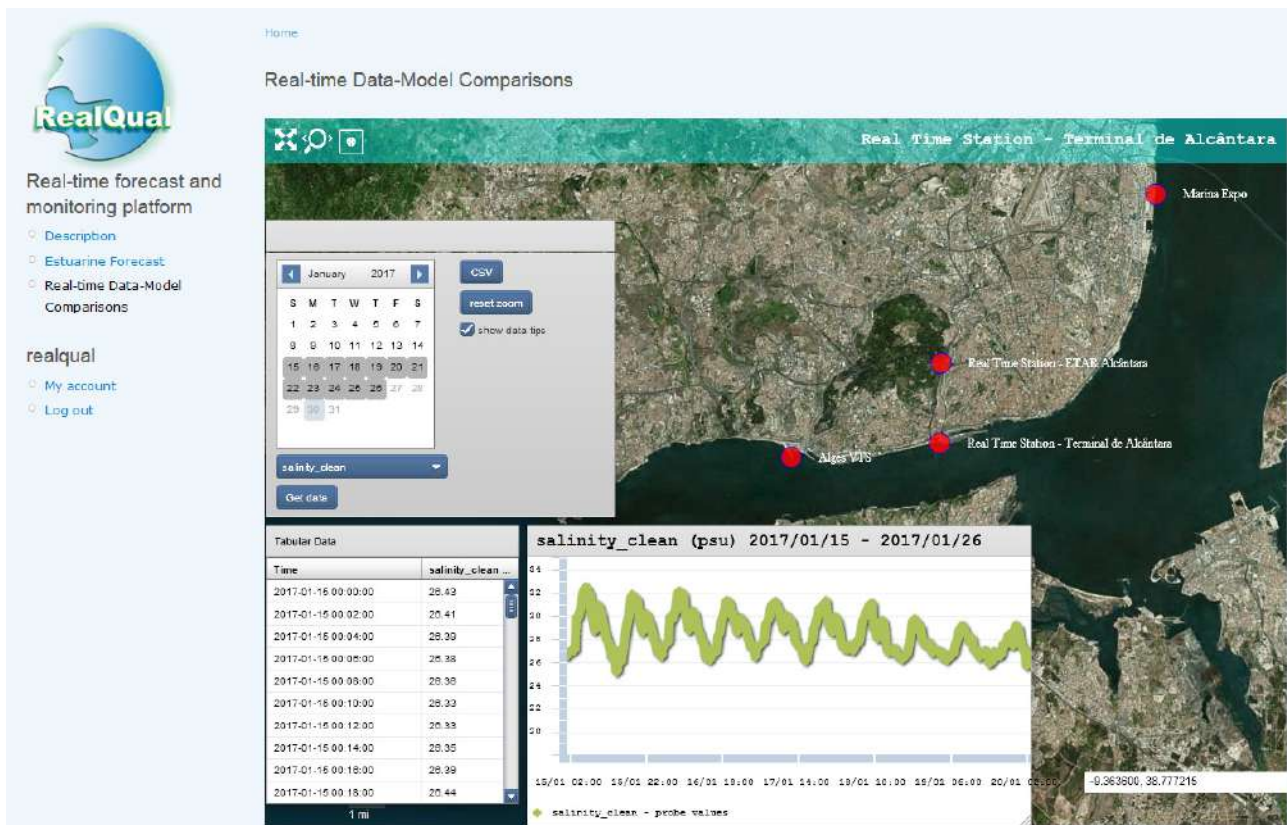 Home
RealQual
Real-time Data-Model Comparisons
Real Time Station - Terminal de Alcântara
Real-time forecast and
monitoring platform
Description
Estuarine Forecast
Real-time Data-Model
Comparisons
realqual
My account
Log out
Marina Expo
Real Time Station - ETAR Alcântara
Real Time Station - Terminal de Alcântara
Algés VTS
January 2017
S M T W T F S
1 2 3 4 5 6 7
8 9 10 11 12 13 14
15 16 17 18 19 20 21
22 23 24 25 26 27 28
29 30 31
CSV
reset zoom
show data tips
salinity_clean
Get data
Tabular Data
Time salinity_clean ...
2017-01-15 00:00:00 26.43
2017-01-15 00:02:00 26.41
2017-01-15 00:04:00 26.39
2017-01-15 00:06:00 26.38
2017-01-15 00:08:00 26.36
2017-01-15 00:10:00 26.33
2017-01-15 00:12:00 26.33
2017-01-15 00:14:00 26.35
2017-01-15 00:16:00 26.39
2017-01-15 00:18:00 26.44
1 mi
salinity_clean (psu) 2017/01/15 - 2017/01/26
28
26
24
22
15/01 02:00 15/01 22:00 16/01 18:00 17/01 14:00 18/01 10:00 19/01 06:00 20/01
salinity_clean - probe values
-9.363600, 38.777215